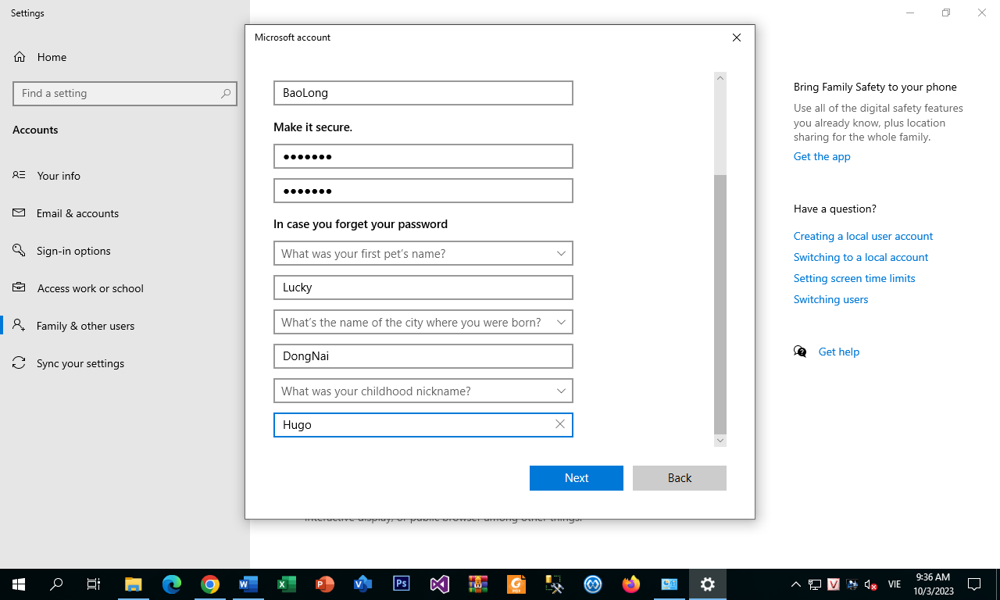 Settings
Home
Find a setting
Accounts
Your info
Email & accounts
Sign-in options
Access work or school
Family & other users
Sync your settings
Microsoft account
BaoLong
Make it secure.
●●●●●●●
●●●●●●●
In case you forget your password
What was your first pet's name?
Lucky
What's the name of the city where you were born?
DongNai
What was your childhood nickname?
Hugo
Next
Back
interactive display, or public browser among other things.
Bring Family Safety to your phone
Use all of the digital safety features
you already know, plus location
sharing for the whole family.
Get the app
Have a question?
Creating a local user account
Switching to a local account
Setting screen time limits
Switching users
Get help
VIE
9:36 AM
10/3/2023